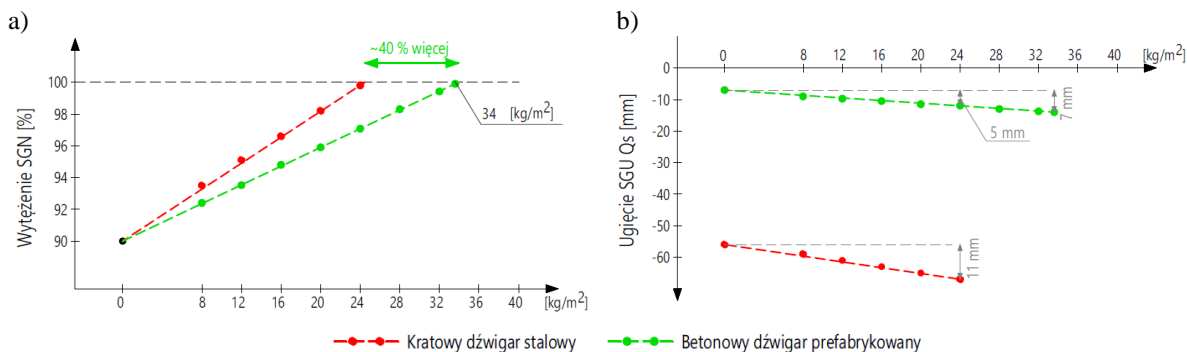 a)
~40 % więcej
Wytężenie SGN [%]
100
98
96
94
92
90
34 [kg/m²]
0 8 12 16 20 24 28 32 36 40 [kg/m²]
b)
0 8 12 16 20 24 28 32 36 40 [kg/m²]
Ugięcie SGU Qs [mm]
0
-10
-20
-30
-40
-50
-60
5 mm
7 mm
11 mm
Kratowy dźwigar stalowy
Betonowy dźwigar prefabrykowany